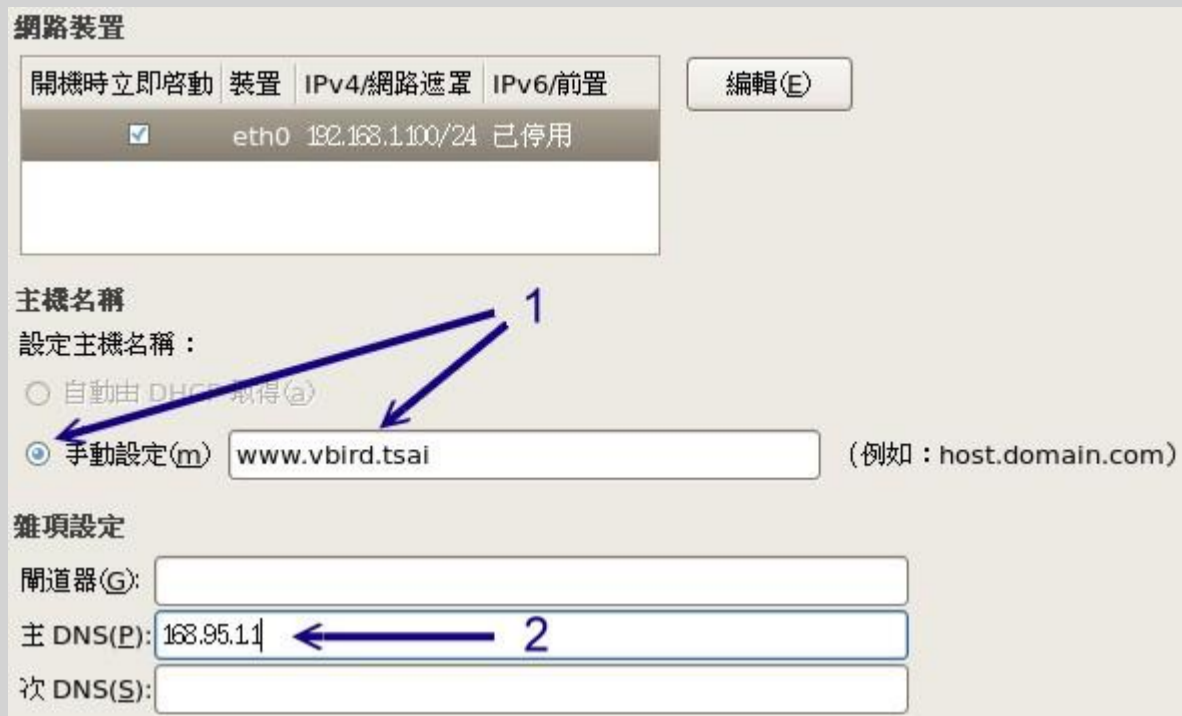 網路裝置
開機時立即啓動 裝置 IPv4/網路遮罩 IPv6/前置 編輯(E)
eth0 192.168.1.100/24 已停用
主機名稱
1
設定主機名稱：
自動由 DHCP 取得(a)
手動設定(m) www.vbird.tsai (例如：host.domain.com)
雜項設定
閘道器(G):
主 DNS(P): 168.95.1.1 2
次 DNS(S):